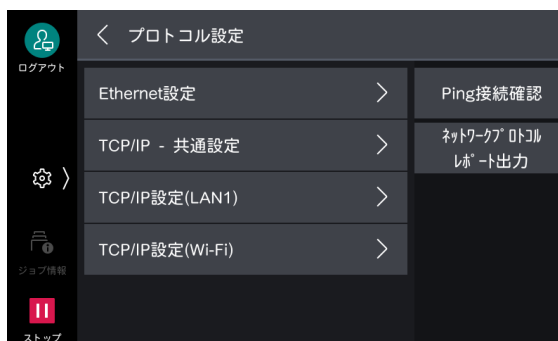 プロトコル設定
ログアウト
Ethernet設定
Ping接続確認
TCP/IP - 共通設定
ﾈｯﾄﾜｰｸﾌﾟﾛﾄｺﾙ
ﾚﾎﾟｰﾄ出力
TCP/IP設定(LAN1)
TCP/IP設定(Wi-Fi)
ジョブ情報
ストップ